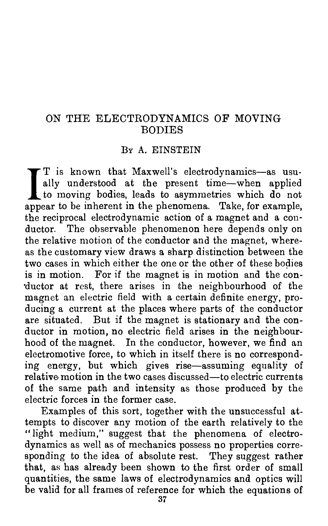 ON THE ELECTRODYNAMICS OF MOVING
BODIES
By A. EINSTEIN
IT is known that Maxwell's electrodynamics—as usu-
ally understood at the present time—when applied
to moving bodies, leads to asymmetries which do not
appear to be inherent in the phenomena. Take, for example,
the reciprocal electrodynamic action of a magnet and a con-
ductor. The observable phenomenon here depends only on
the relative motion of the conductor and the magnet, where-
as the customary view draws a sharp distinction between the
two cases in which either the one or the other of these bodies
is in motion. For if the magnet is in motion and the con-
ductor at rest, there arises in the neighbourhood of the
magnet an electric field with a certain definite energy, pro-
ducing a current at the places where parts of the conductor
are situated. But if the magnet is stationary and the con-
ductor in motion, no electric field arises in the neighbour-
hood of the magnet. In the conductor, however, we find an
electromotive force, to which in itself there is no correspond-
ing energy, but which gives rise—assuming equality of
relative motion in the two cases discussed—to electric currents
of the same path and intensity as those produced by the
electric forces in the former case.
Examples of this sort, together with the unsuccessful at-
tempts to discover any motion of the earth relatively to the
"light medium," suggest that the phenomena of electro-
dynamics as well as of mechanics possess no properties corre-
sponding to the idea of absolute rest. They suggest rather
that, as has already been shown to the first order of small
quantities, the same laws of electrodynamics and optics will
be valid for all frames of reference for which the equations of
37